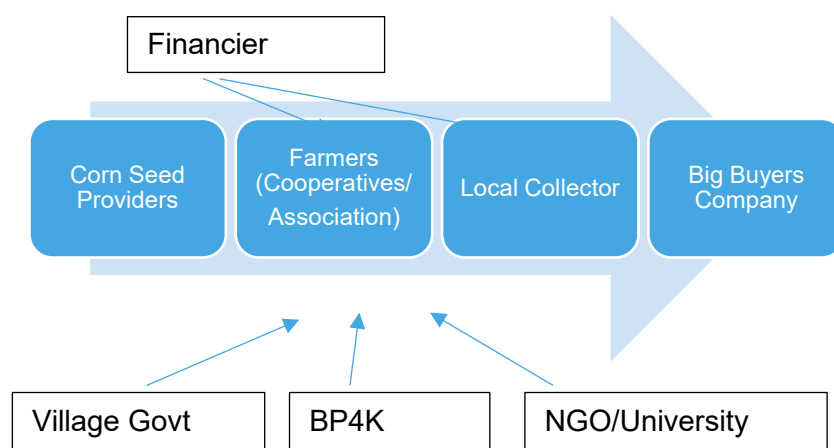 Financier
Corn Seed
Providers
Farmers
(Cooperatives/
Association)
Local Collector
Big Buyers
Company
Village Govt
BP4K
NGO/University